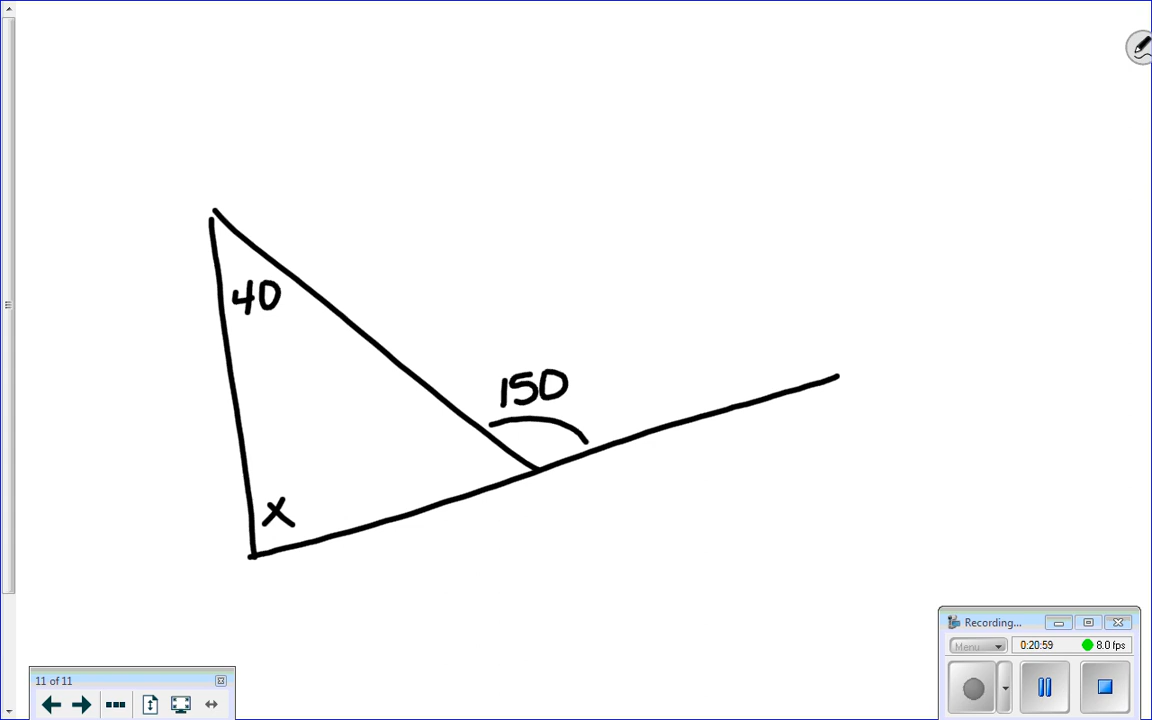 40
150
x
11 of 11
Recording...
Menu
0:20:59
8.0 fps